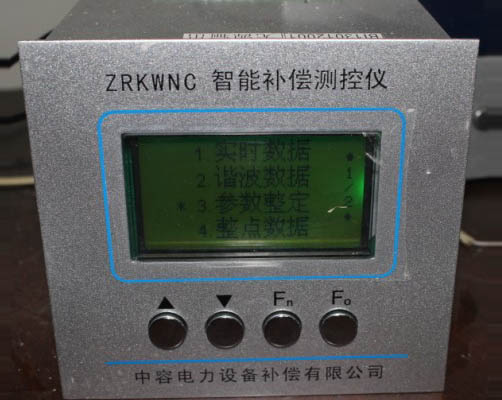 ZRKWNC 智能补偿测控仪
1 实时数据
2 谐波数据
* 3 参数整定
4 整点数据
1/2
▲ ▼ Fn Fo
中容电力设备补偿有限公司